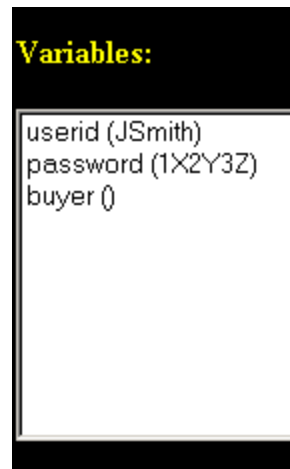 Variables:
userid (JSmith)
password (1X2Y3Z)
buyer ()